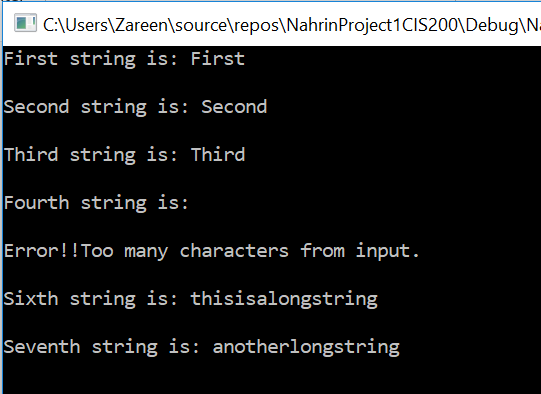 C:\Users\Zareen\source\repos\NahrinProject1CIS200\Debug\Na
First string is: First
Second string is: Second
Third string is: Third
Fourth string is:
Error!!Too many characters from input.
Sixth string is: thisisalongstring
Seventh string is: anotherlongstring